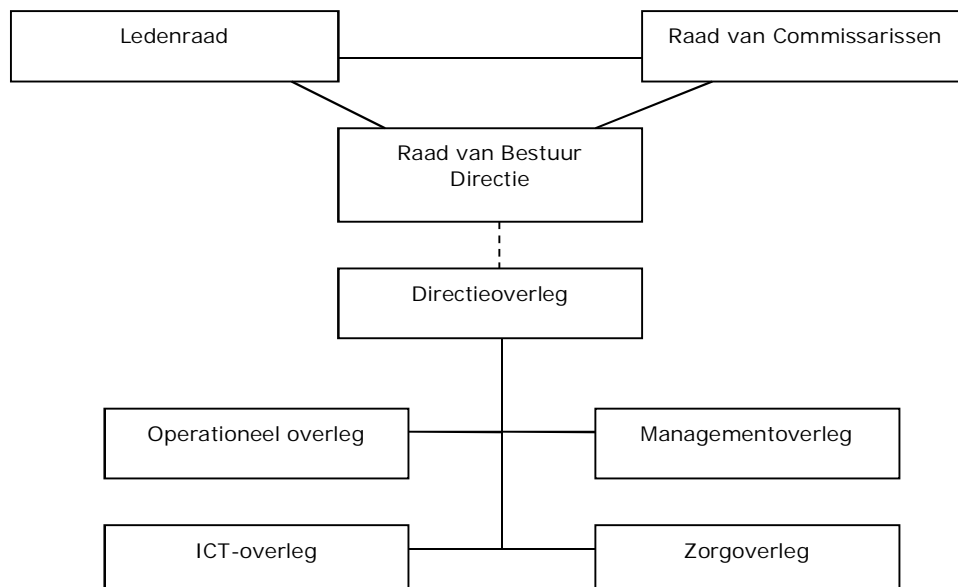 Ledenraad
Raad van Commissarissen
Raad van Bestuur
Directie
Directieoverleg
Operationeel overleg
Managementoverleg
ICT-overleg
Zorgoverleg